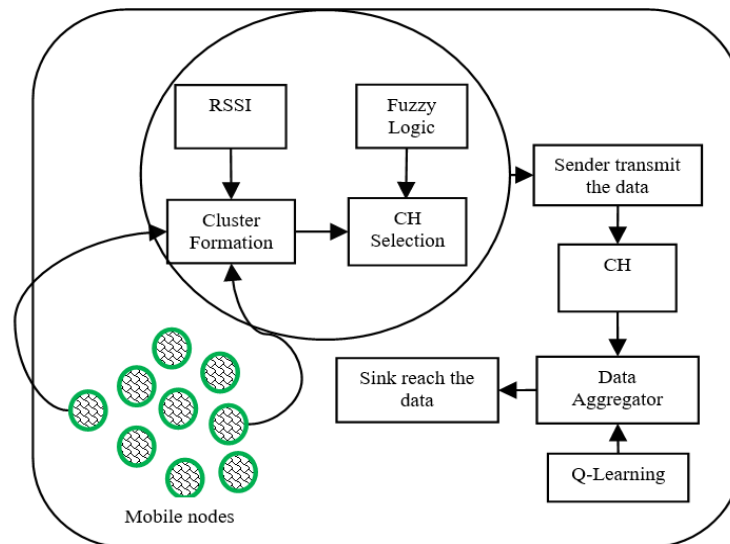 RSSI
Fuzzy
Logic
Cluster
Formation
CH
Selection
Sender transmit
the data
CH
Data
Aggregator
Sink reach the
data
Q-Learning
Mobile nodes